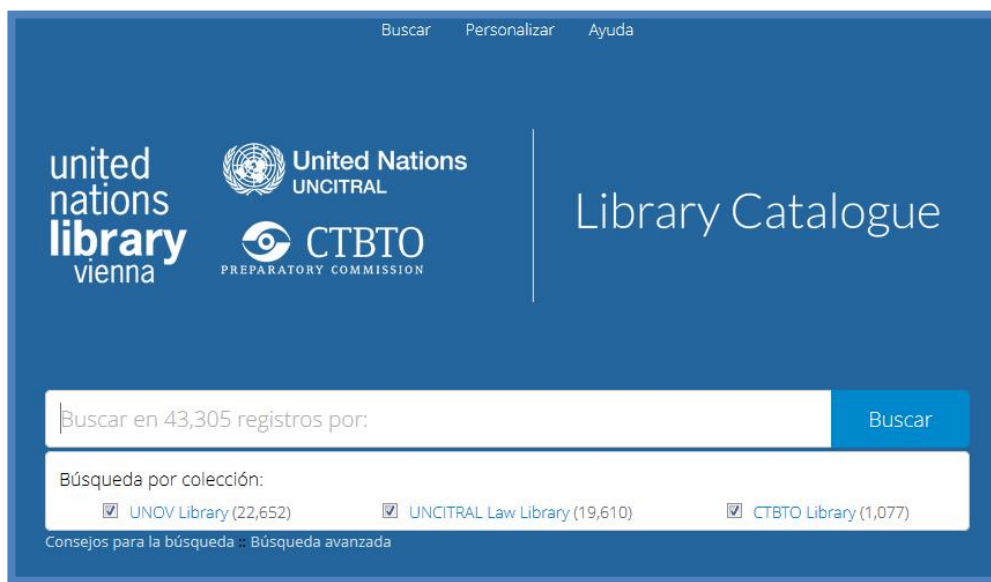 Buscar Personalizar Ayuda
united
nations
library
vienna
United Nations
UNCITRAL
CTBTO
PREPARATORY COMMISSION
Library Catalogue
Buscar en 43,305 registros por: Buscar
Búsqueda por colección:
UNOV Library (22,652) UNCITRAL Law Library (19,610) CTBTO Library (1,077)
Consejos para la búsqueda :: Búsqueda avanzada